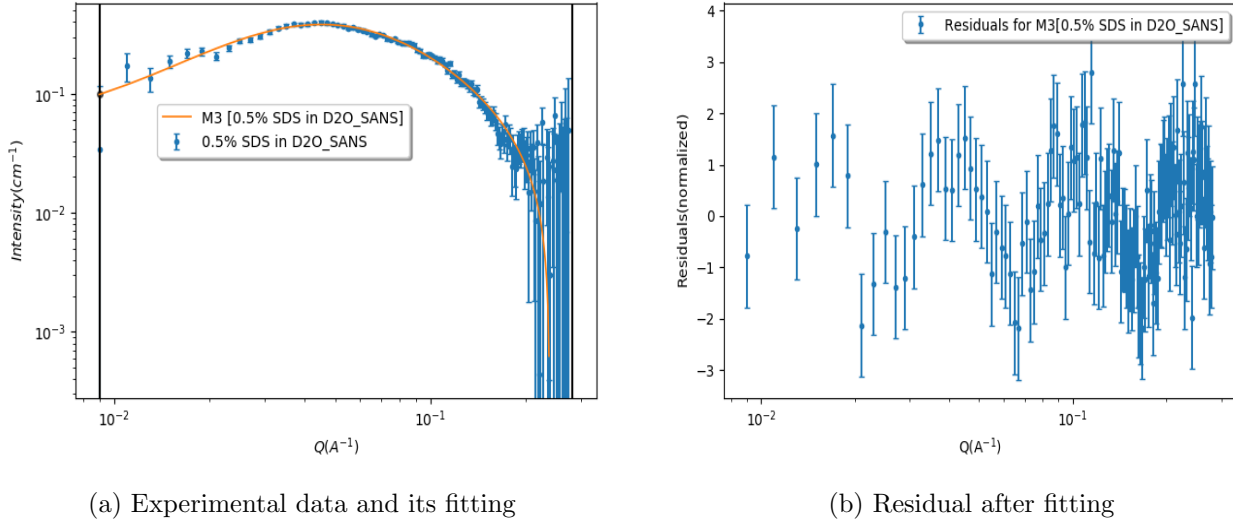 10⁻¹
10⁻²
10⁻³
Intensity(cm⁻¹)
M3 [0.5% SDS in D2O_SANS]
0.5% SDS in D2O_SANS
10⁻²
10⁻¹
Q(A⁻¹)
(a) Experimental data and its fitting
4
3
2
1
0
-1
-2
-3
Residuals(normalized)
Residuals for M3[0.5% SDS in D2O_SANS]
10⁻²
10⁻¹
Q(A⁻¹)
(b) Residual after fitting